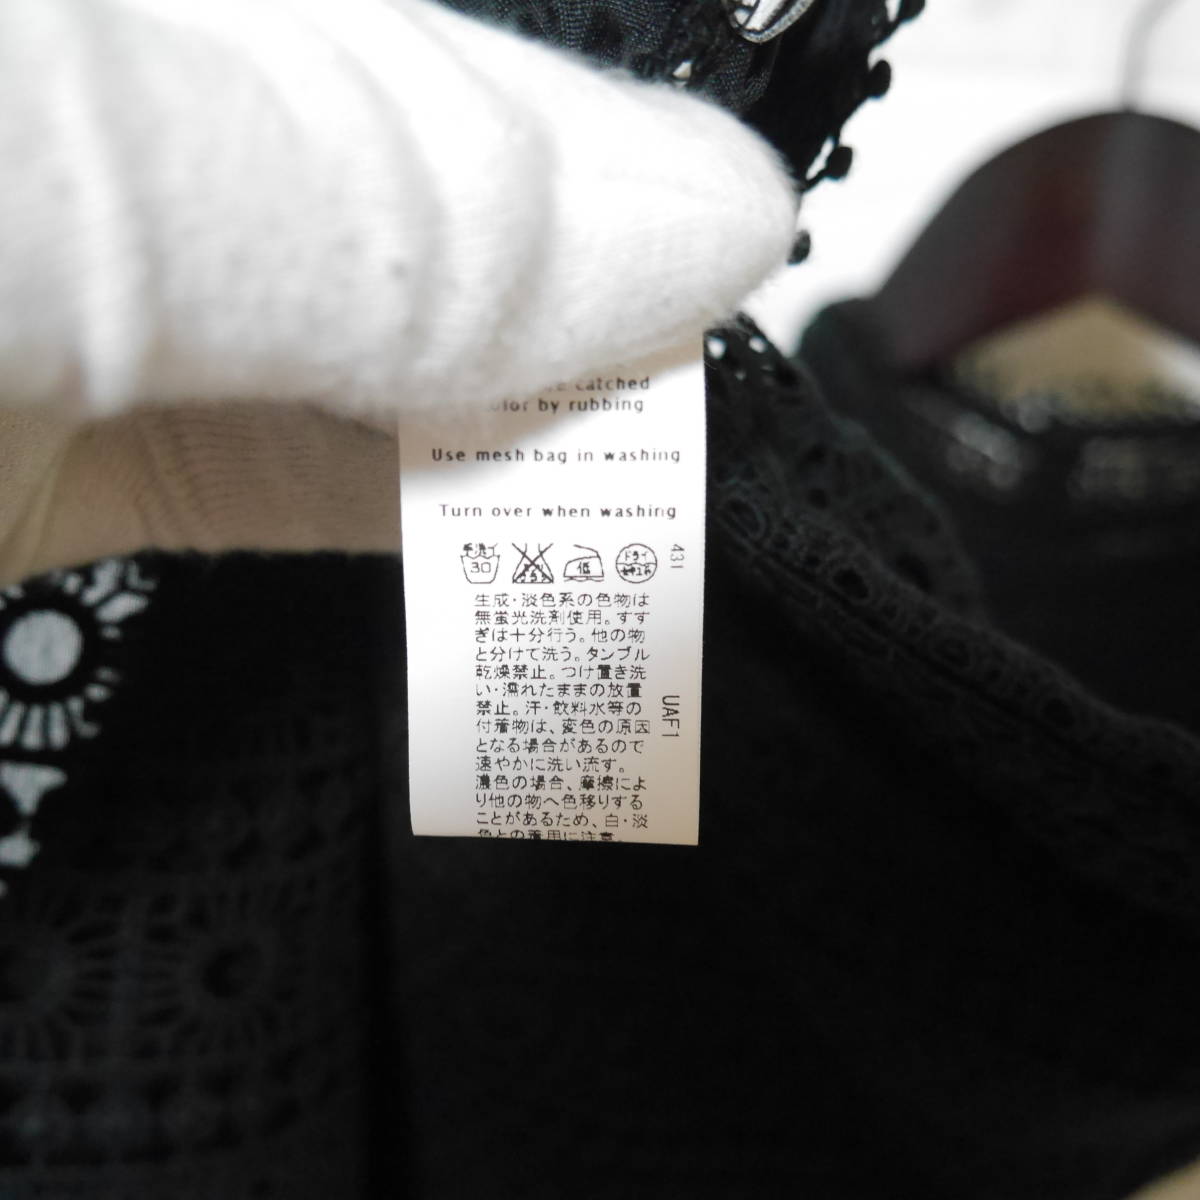 catched
color by rubbing
Use mesh bag in washing
Turn over when washing
手洗イ 30
低
ドライ
431
生成・淡色系の色物は
無蛍光洗剤使用。すす
ぎは十分行う。他の物
と分けて洗う。タンブル
乾燥禁止。つけ置き洗
い・濡れたままの放置
禁止。汗・飲料水等の
付着物は、変色の原因
となる場合があるので
速やかに洗い流す。
濃色の場合、摩擦によ
り他の物へ色移りする
ことがあるため、白・淡
色との着用に注意。
UAF1